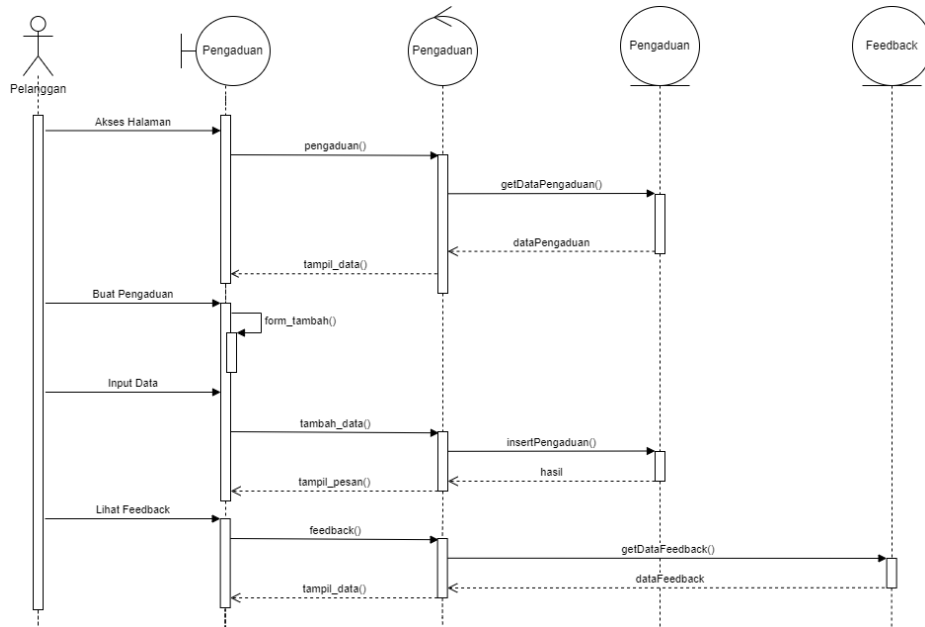 Pengaduan
Pengaduan
Pengaduan
Feedback
Pelanggan
Akses Halaman
pengaduan()
getDataPengaduan()
dataPengaduan
tampil_data()
Buat Pengaduan
form_tambah()
Input Data
tambah_data()
insertPengaduan()
hasil
tampil_pesan()
Lihat Feedback
feedback()
getDataFeedback()
dataFeedback
tampil_data()